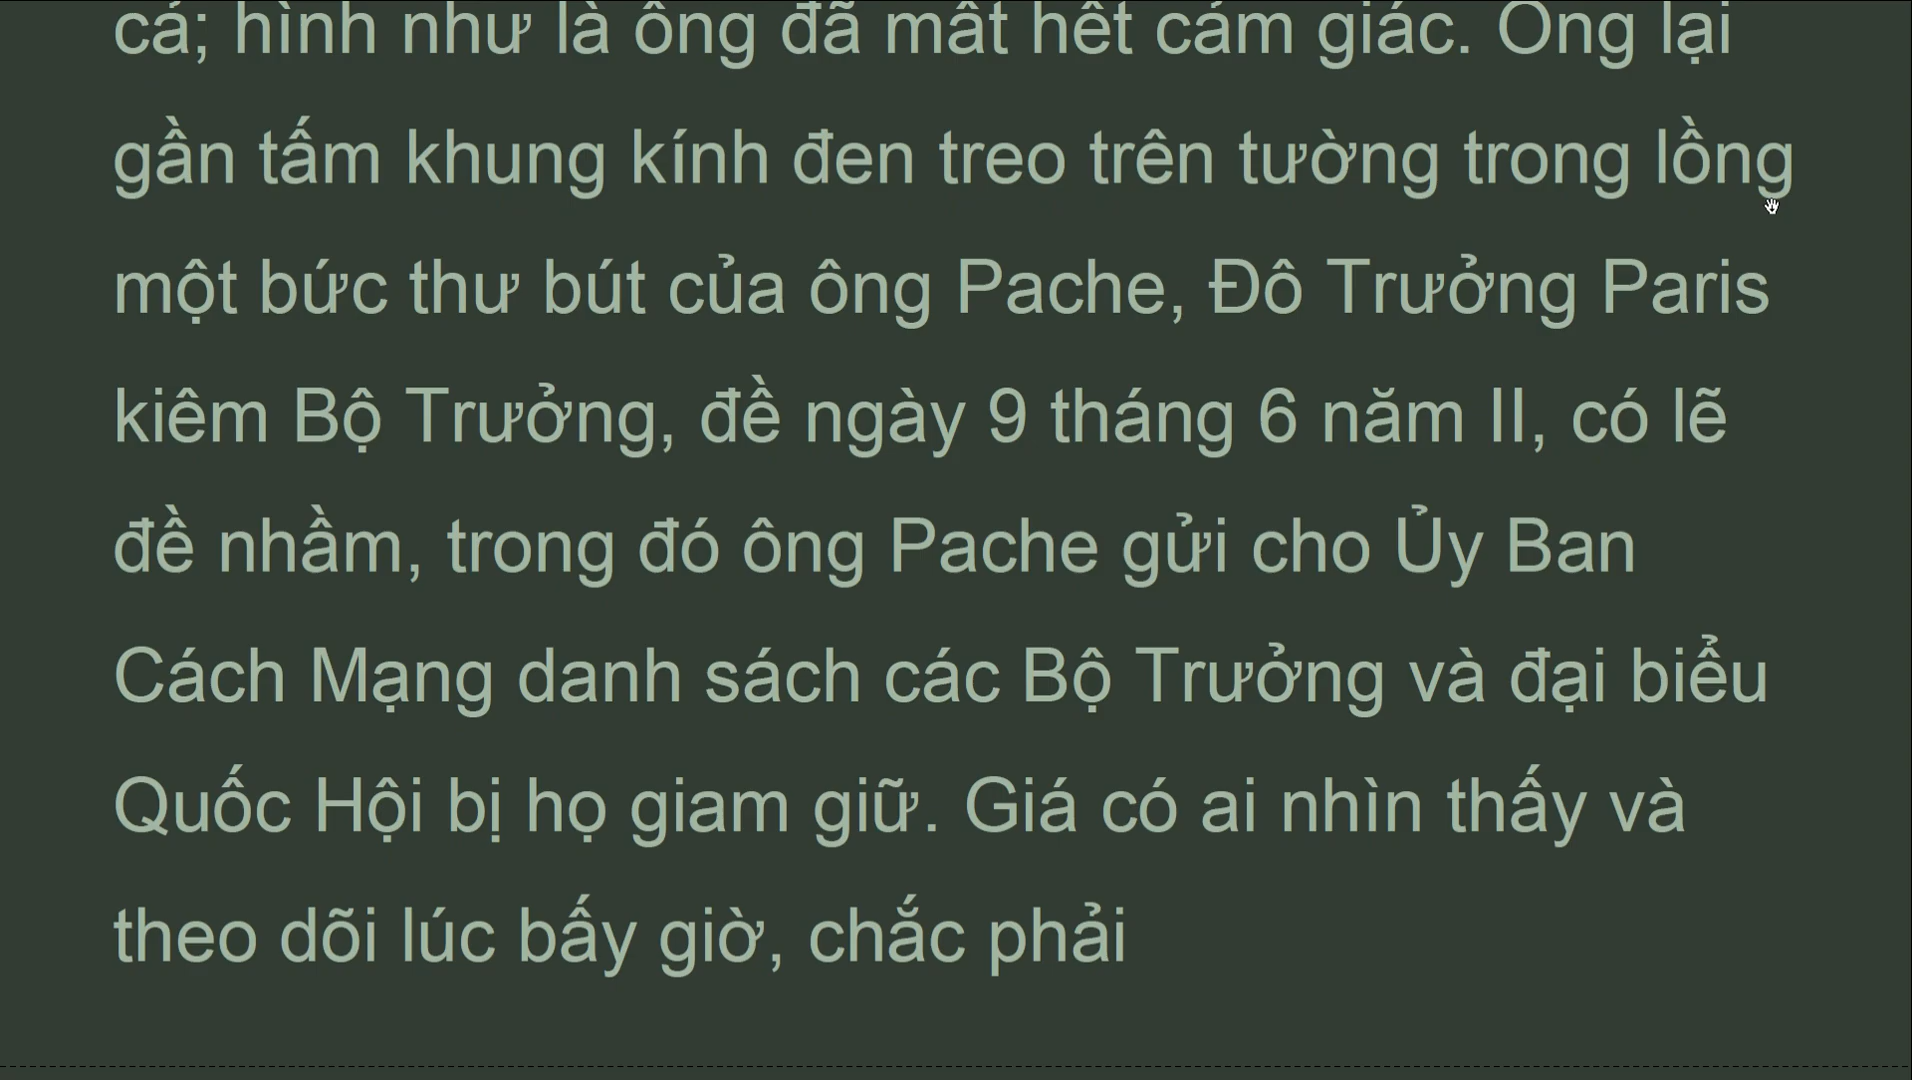 cả; hình như là ông đã mất hết cảm giác. Ông lại
gần tấm khung kính đen treo trên tường trong lồng
một bức thư bút của ông Pache, Đô Trưởng Paris
kiêm Bộ Trưởng, đề ngày 9 tháng 6 năm II, có lẽ
đề nhầm, trong đó ông Pache gửi cho Ủy Ban
Cách Mạng danh sách các Bộ Trưởng và đại biểu
Quốc Hội bị họ giam giữ. Giá có ai nhìn thấy và
theo dõi lúc bấy giờ, chắc phải